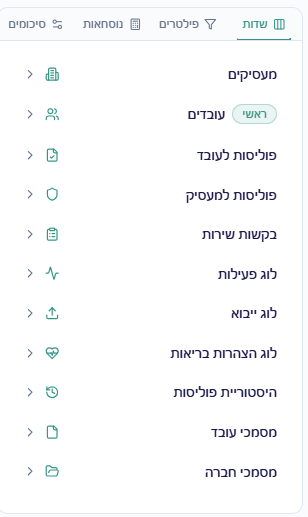 שדות פילטרים נוסחאות סיכומים
מעסיקים
ראשי עובדים
פוליסות לעובד
פוליסות למעסיק
בקשות שירות
לוג פעילות
לוג ייבוא
לוג הצהרות בריאות
היסטוריית פוליסות
מסמכי עובד
מסמכי חברה